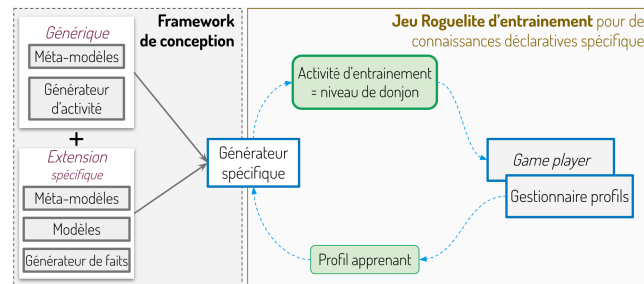 Framework
de conception
Générique
Méta-modèles
Générateur
d'activité
+
Extension
spécifique
Méta-modèles
Modèles
Générateur de faits
Générateur
spécifique
Jeu Roguelite d'entrainement pour de
connaissances déclaratives spécifique
Activité d'entrainement
= niveau de donjon
Game player
Gestionnaire profils
Profil apprenant